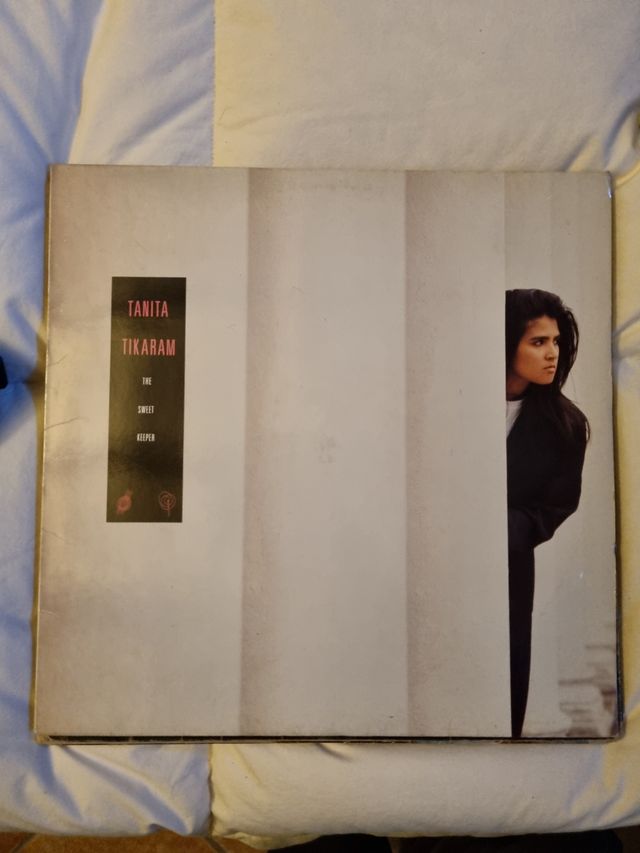 TANITA
TIKARAM
THE
SWEET
KEEPER